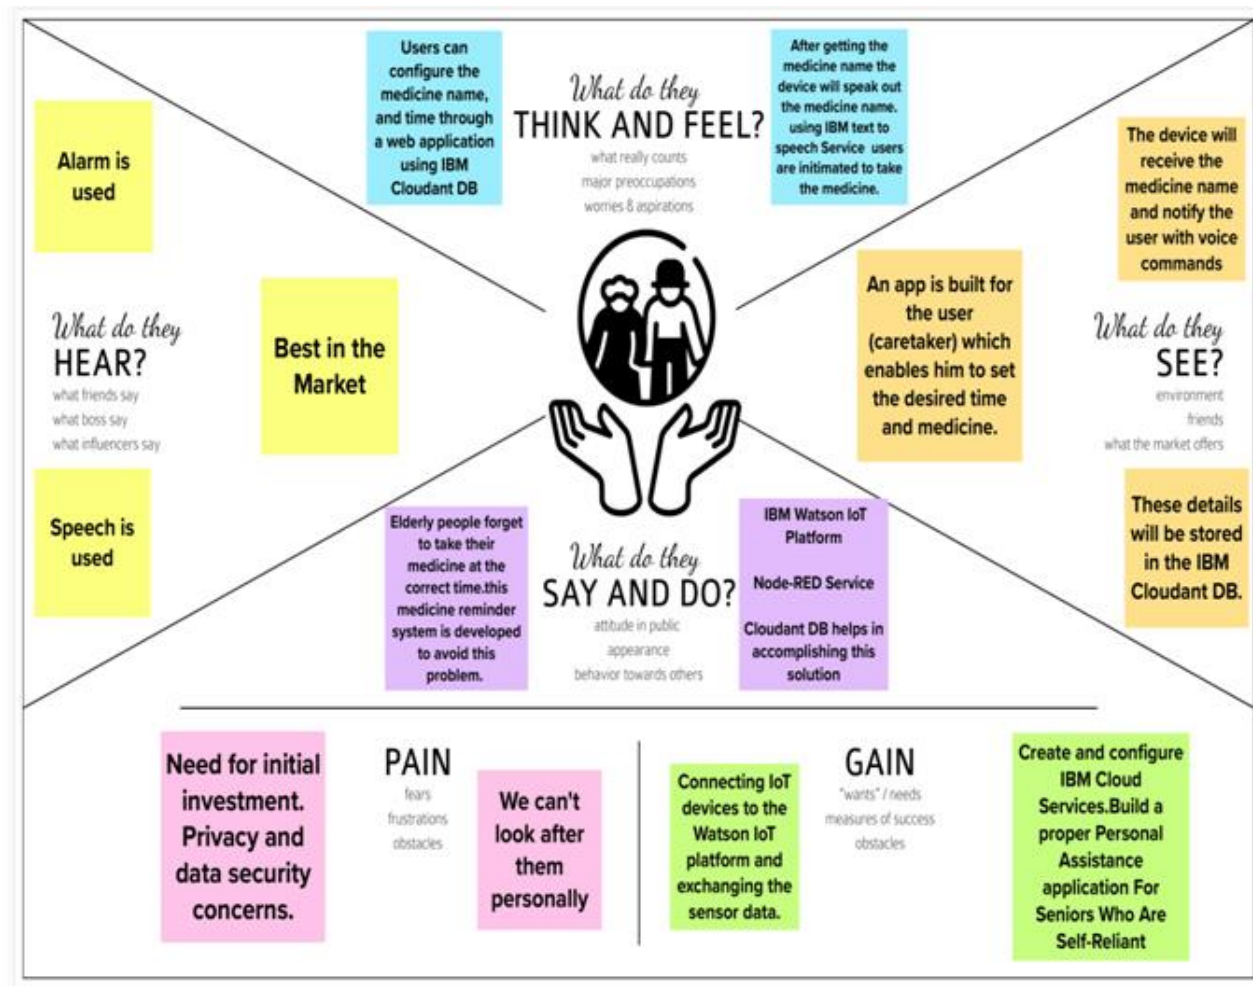 Users can
configure the
medicine name,
and time through
a web application
using IBM
Cloudant DB
What do they
THINK AND FEEL?
what really counts
major preoccupations
worries & aspirations
After getting the
medicine name the
device will speak out
the medicine name.
using IBM text to
speech Service users
are initimated to take
the medicine.
Alarm is
used
What do they
HEAR?
what friends say
what boss say
what influencers say
Best in the
Market
Speech is
used
An app is built for
the user
(caretaker) which
enables him to set
the desired time
and medicine.
The device will
receive the
medicine name
and notify the
user with voice
commands
What do they
SEE?
environment
friends
what the market offers
These details
will be stored
in the IBM
Cloudant DB.
Elderly people forget
to take their
medicine at the
correct time.this
medicine reminder
system is developed
to avoid this
problem.
What do they
SAY AND DO?
attitude in public
appearance
behavior towards others
IBM Watson IoT
Platform
Node-RED Service
Cloudant DB helps in
accomplishing this
solution
Need for initial
investment.
Privacy and
data security
concerns.
PAIN
fears
frustrations
obstacles
We can't
look after
them
personally
Connecting IoT
devices to the
Watson IoT
platform and
exchanging the
sensor data.
GAIN
"wants" / needs
measures of success
obstacles
Create and configure
IBM Cloud
Services.Build a
proper Personal
Assistance
application For
Seniors Who Are
Self-Reliant